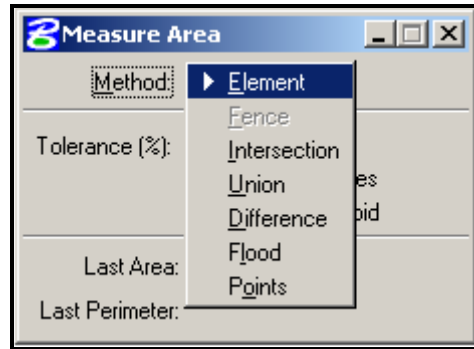 Measure Area
Method: Element
Fence
Tolerance (%): Intersection
Union es
Difference oid
Flood
Last Area: Points
Last Perimeter: